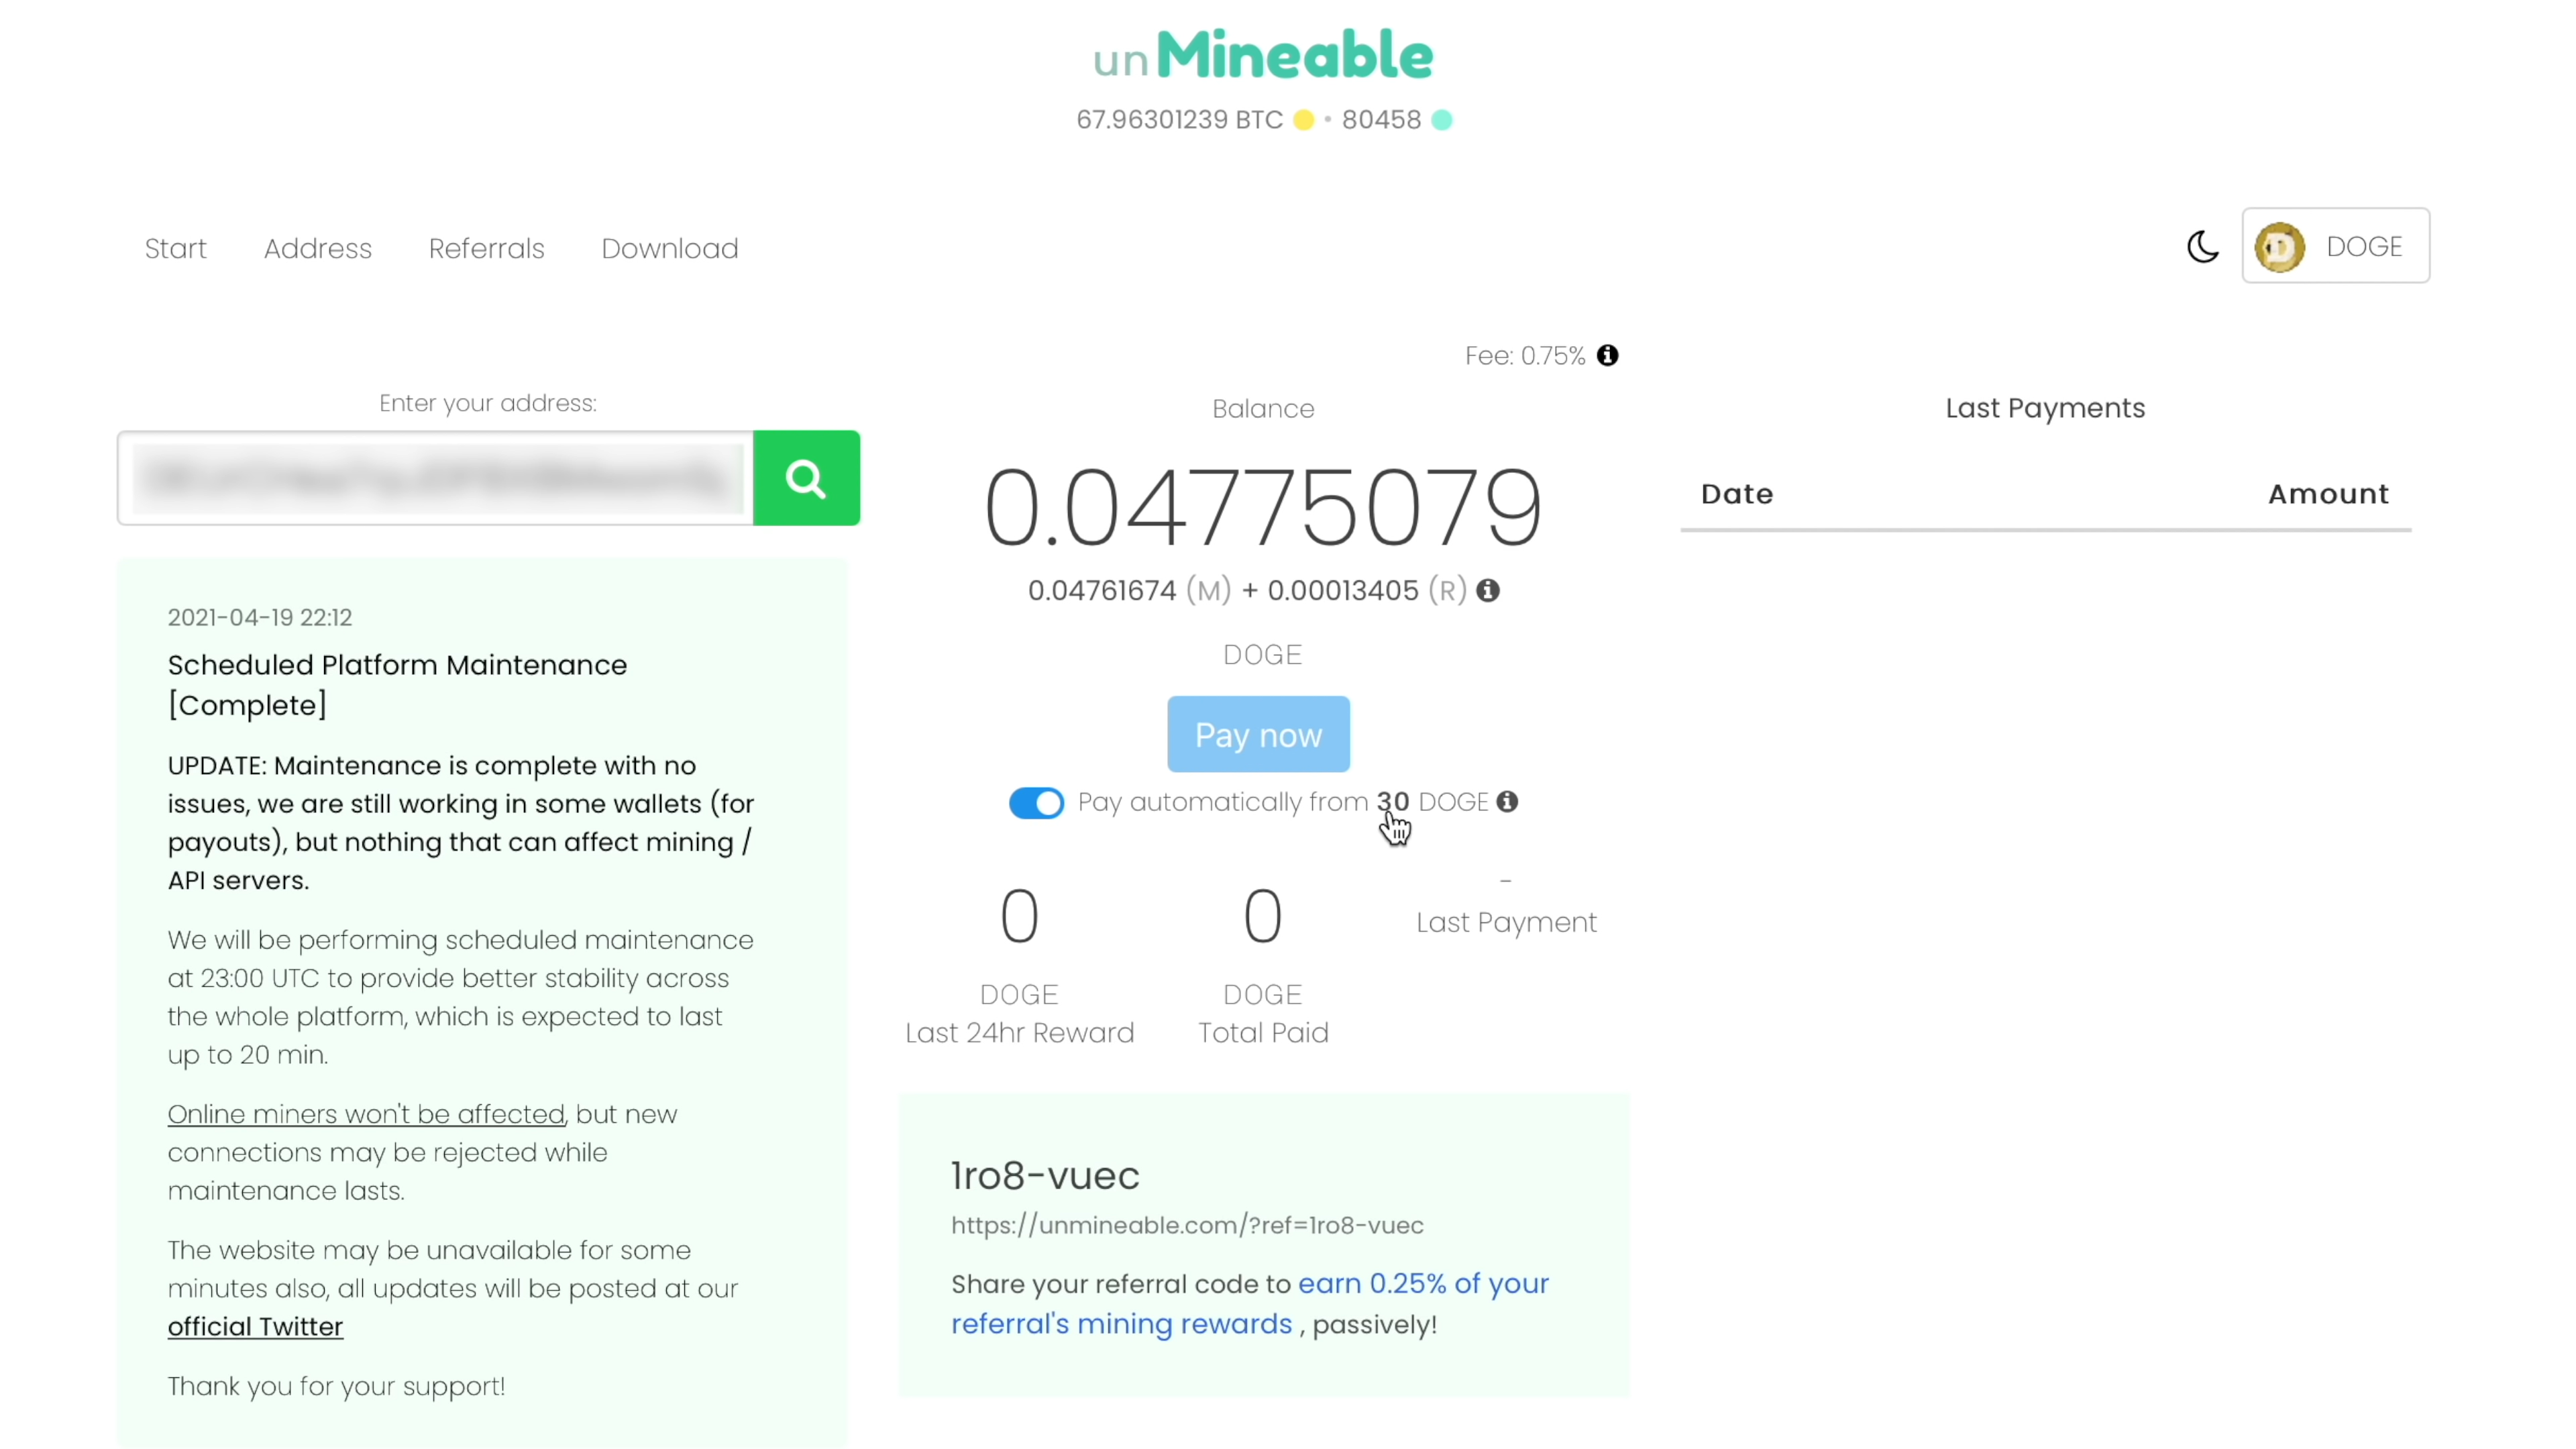 unMineable
67.96301239 BTC • 80458
Start Address Referrals Download
DOGE
Fee: 0.75%
Enter your address:
2021-04-19 22:12
Scheduled Platform Maintenance
[Complete]
UPDATE: Maintenance is complete with no
issues, we are still working in some wallets (for
payouts), but nothing that can affect mining /
API servers.
We will be performing scheduled maintenance
at 23:00 UTC to provide better stability across
the whole platform, which is expected to last
up to 20 min.
Online miners won't be affected, but new
connections may be rejected while
maintenance lasts.
The website may be unavailable for some
minutes also, all updates will be posted at our
official Twitter
Thank you for your support!
Balance
0.04775079
0.04761674 (M) + 0.00013405 (R)
DOGE
Pay now
Pay automatically from 30 DOGE
0
DOGE
Last 24hr Reward
0
DOGE
Total Paid
-
Last Payment
1ro8-vuec
https://unmineable.com/?ref=1ro8-vuec
Share your referral code to earn 0.25% of your
referral's mining rewards , passively!
Last Payments
Date Amount